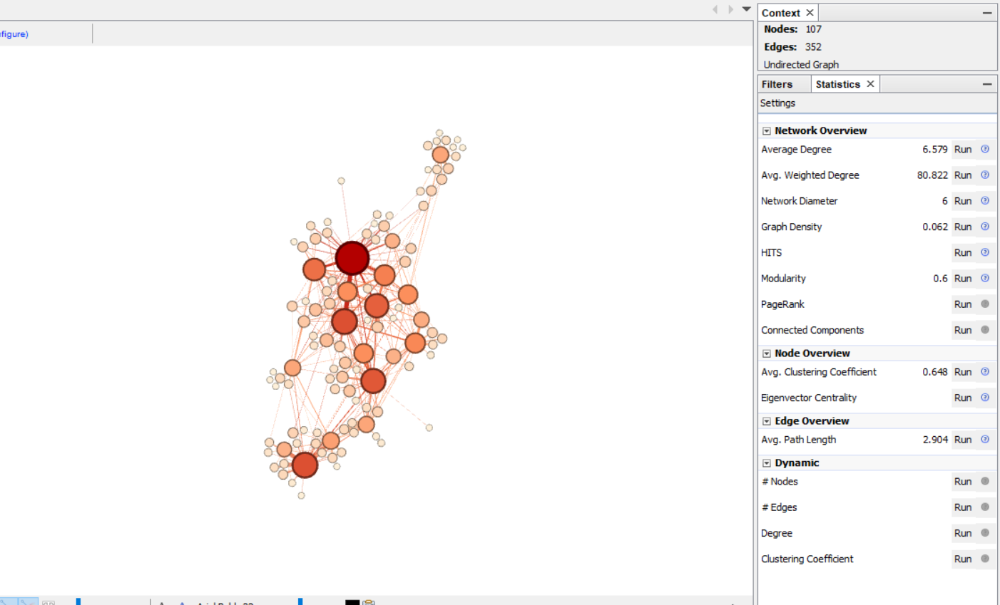 figure)
Context
Nodes: 107
Edges: 352
Undirected Graph
Filters Statistics
Settings
Network Overview
Average Degree 6.579 Run
Avg. Weighted Degree 80.822 Run
Network Diameter 6 Run
Graph Density 0.062 Run
HITS Run
Modularity 0.6 Run
PageRank Run
Connected Components Run
Node Overview
Avg. Clustering Coefficient 0.648 Run
Eigenvector Centrality Run
Edge Overview
Avg. Path Length 2.904 Run
Dynamic
# Nodes Run
# Edges Run
Degree Run
Clustering Coefficient Run